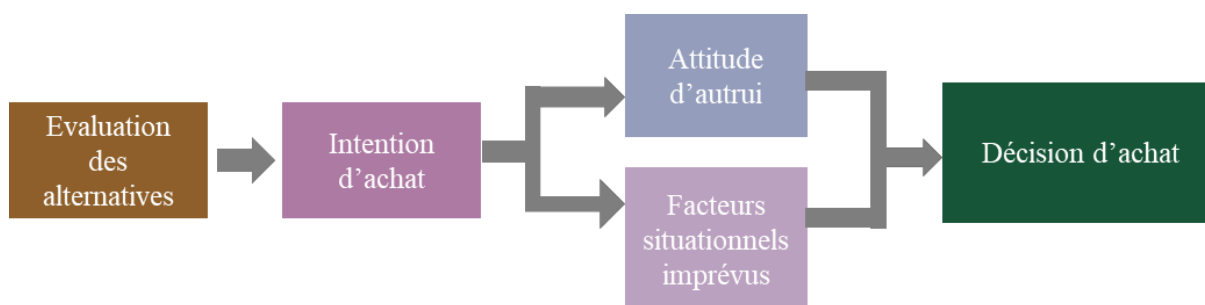 Evaluation
des
alternatives
Intention
d’achat
Attitude
d’autrui
Facteurs
situationnels
imprévus
Décision d’achat